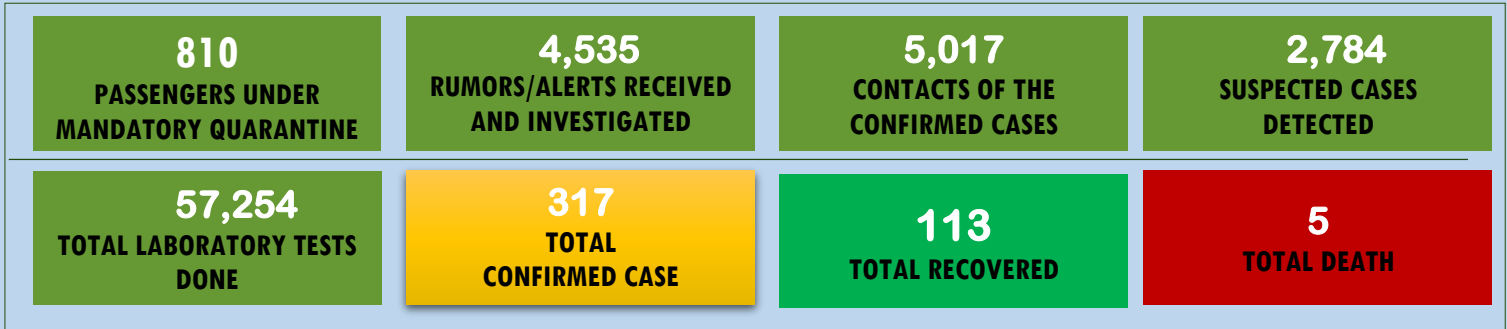 810
PASSENGERS UNDER
MANDATORY QUARANTINE
4,535
RUMORS/ALERTS RECEIVED
AND INVESTIGATED
5,017
CONTACTS OF THE
CONFIRMED CASES
2,784
SUSPECTED CASES
DETECTED
57,254
TOTAL LABORATORY TESTS
DONE
317
TOTAL
CONFIRMED CASE
113
TOTAL RECOVERED
5
TOTAL DEATH